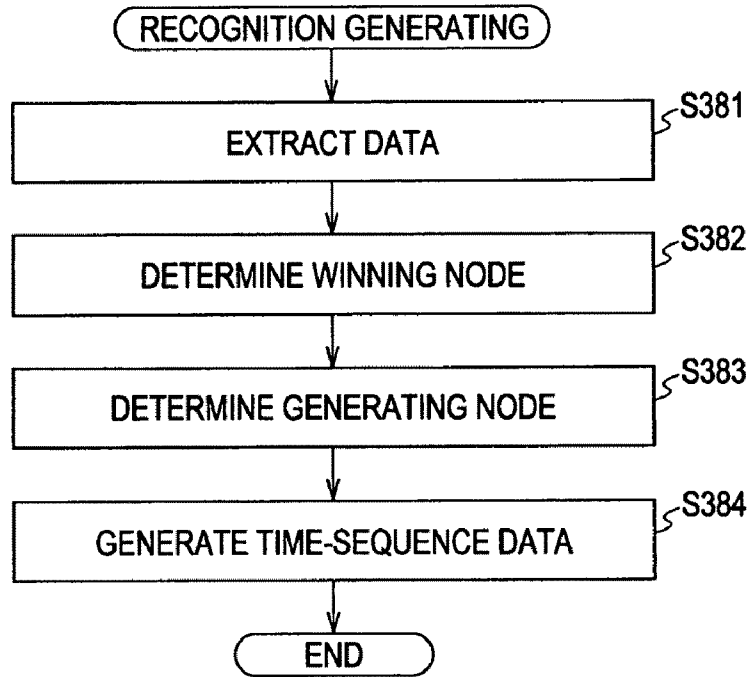 RECOGNITION GENERATING
S381
EXTRACT DATA
S382
DETERMINE WINNING NODE
S383
DETERMINE GENERATING NODE
S384
GENERATE TIME-SEQUENCE DATA
END